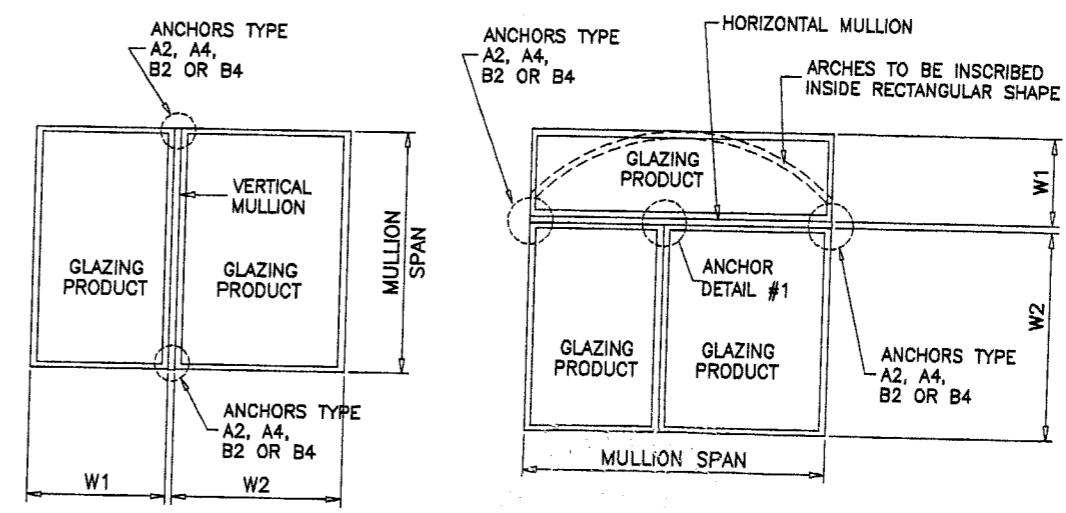 ANCHORS TYPE
A2, A4,
B2 OR B4
VERTICAL
MULLION
GLAZING
PRODUCT
GLAZING
PRODUCT
MULLION
SPAN
ANCHORS TYPE
A2, A4,
B2 OR B4
W1
W2
ANCHORS TYPE
A2, A4,
B2 OR B4
HORIZONTAL MULLION
ARCHES TO BE INSCRIBED
INSIDE RECTANGULAR SHAPE
GLAZING
PRODUCT
W1
ANCHOR
DETAIL #1
GLAZING
PRODUCT
GLAZING
PRODUCT
W2
ANCHORS TYPE
A2, A4,
B2 OR B4
MULLION SPAN